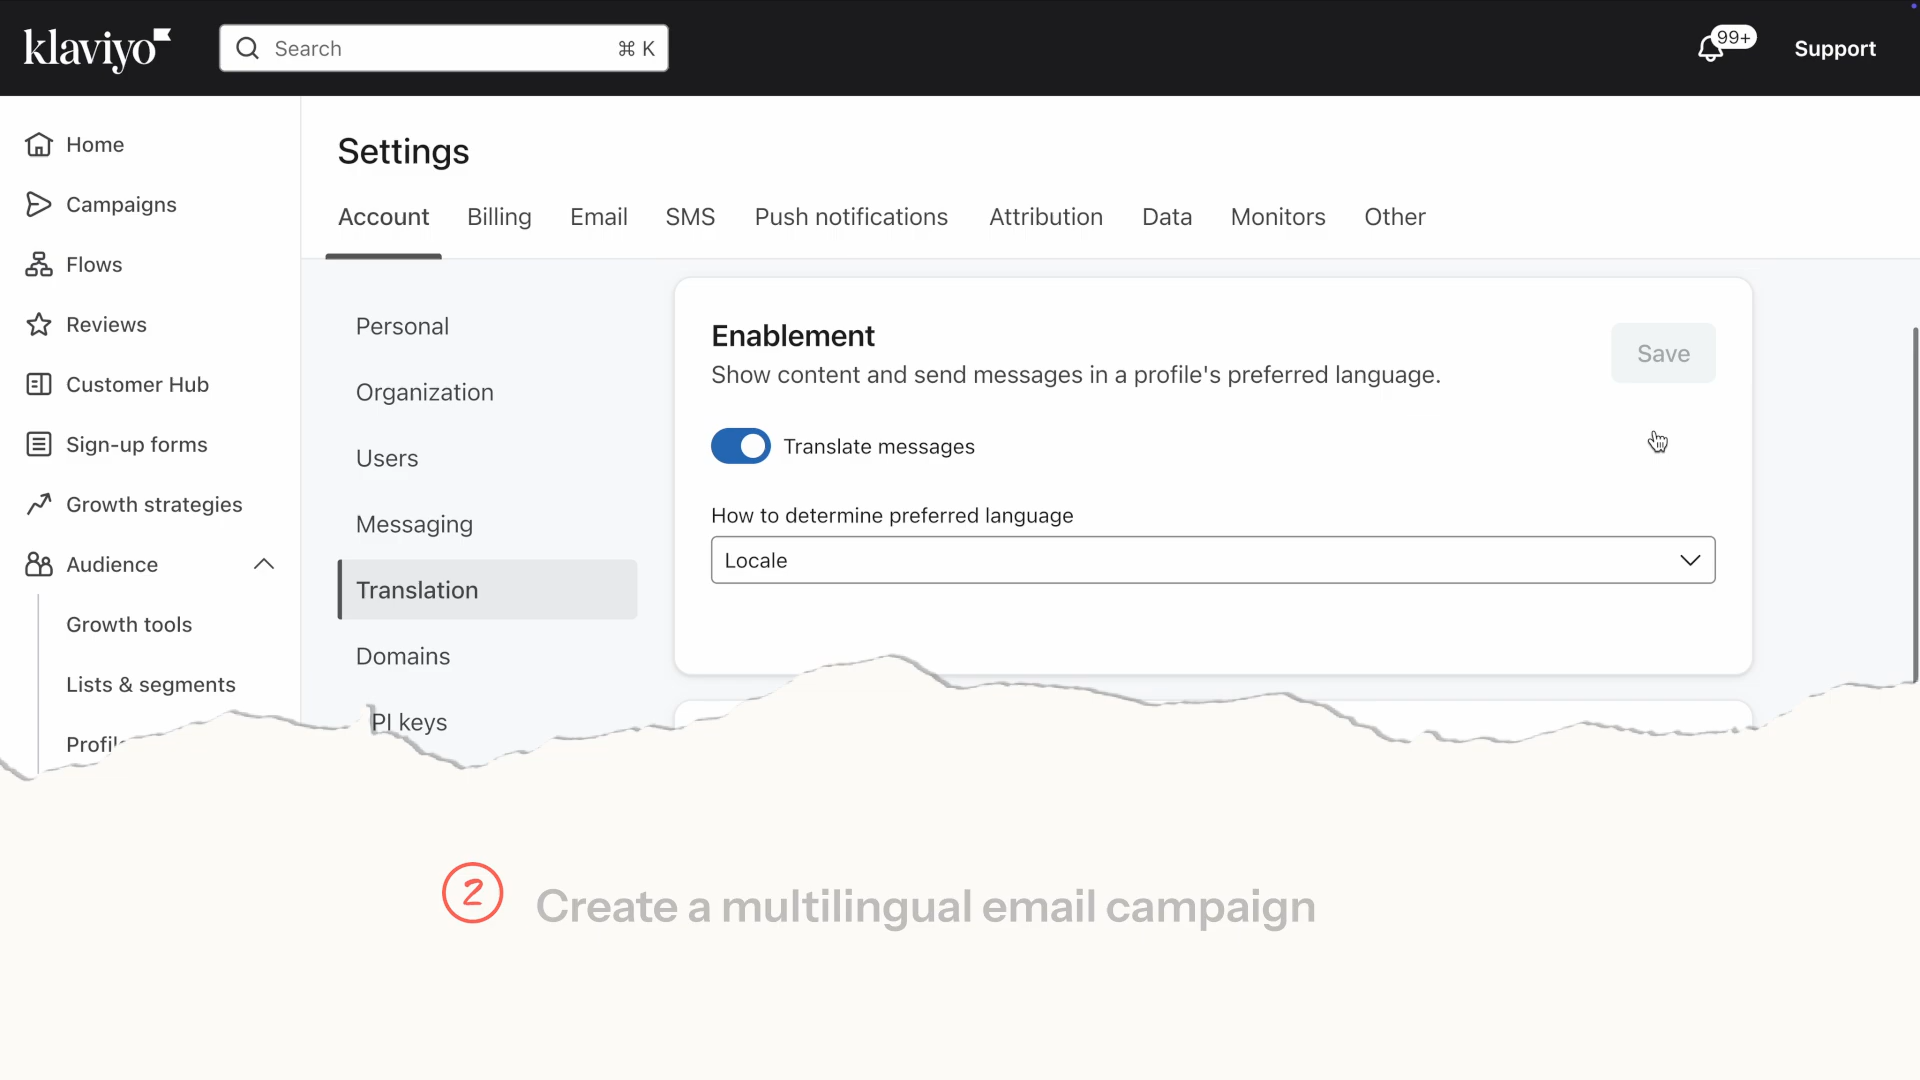 klaviyo
Search
⌘ K
99+
Support
Home
Campaigns
Flows
Reviews
Customer Hub
Sign-up forms
Growth strategies
Audience
Growth tools
Lists & segments
Settings
Account
Billing
Email
SMS
Push notifications
Attribution
Data
Monitors
Other
Personal
Organization
Users
Messaging
Translation
Domains
PI keys
Enablement
Show content and send messages in a profile's preferred language.
Save
Translate messages
How to determine preferred language
Locale
2
Create a multilingual email campaign